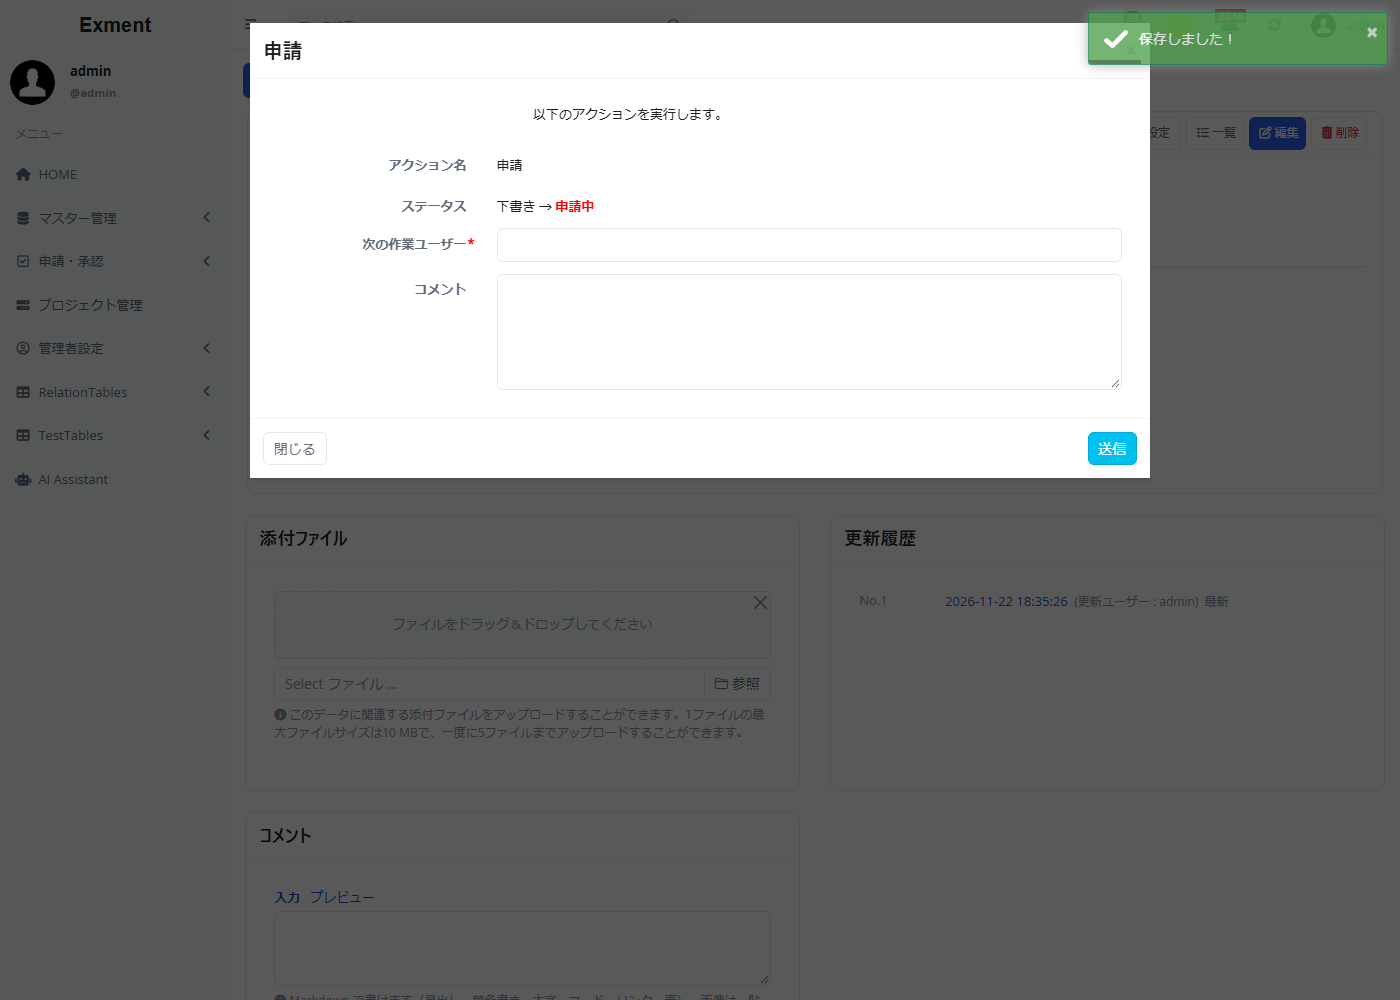 Exment
admin
@admin
メニュー
HOME
マスター管理
申請・承認
プロジェクト管理
管理者設定
RelationTables
TestTables
AI Assistant
申請
保存しました！
以下のアクションを実行します。
アクション名 申請
ステータス 下書き → 申請中
次の作業ユーザー*
コメント
閉じる
送信
設定
一覧
編集
削除
添付ファイル
ファイルをドラッグ＆ドロップしてください
Select ファイル ...
参照
このデータに関連する添付ファイルをアップロードすることができます。1ファイルの最
大ファイルサイズは10 MBで、一度に5ファイルまでアップロードすることができます。
更新履歴
No.1 2026-11-22 18:35:26 (更新ユーザー : admin) 最新
コメント
入力 プレビュー